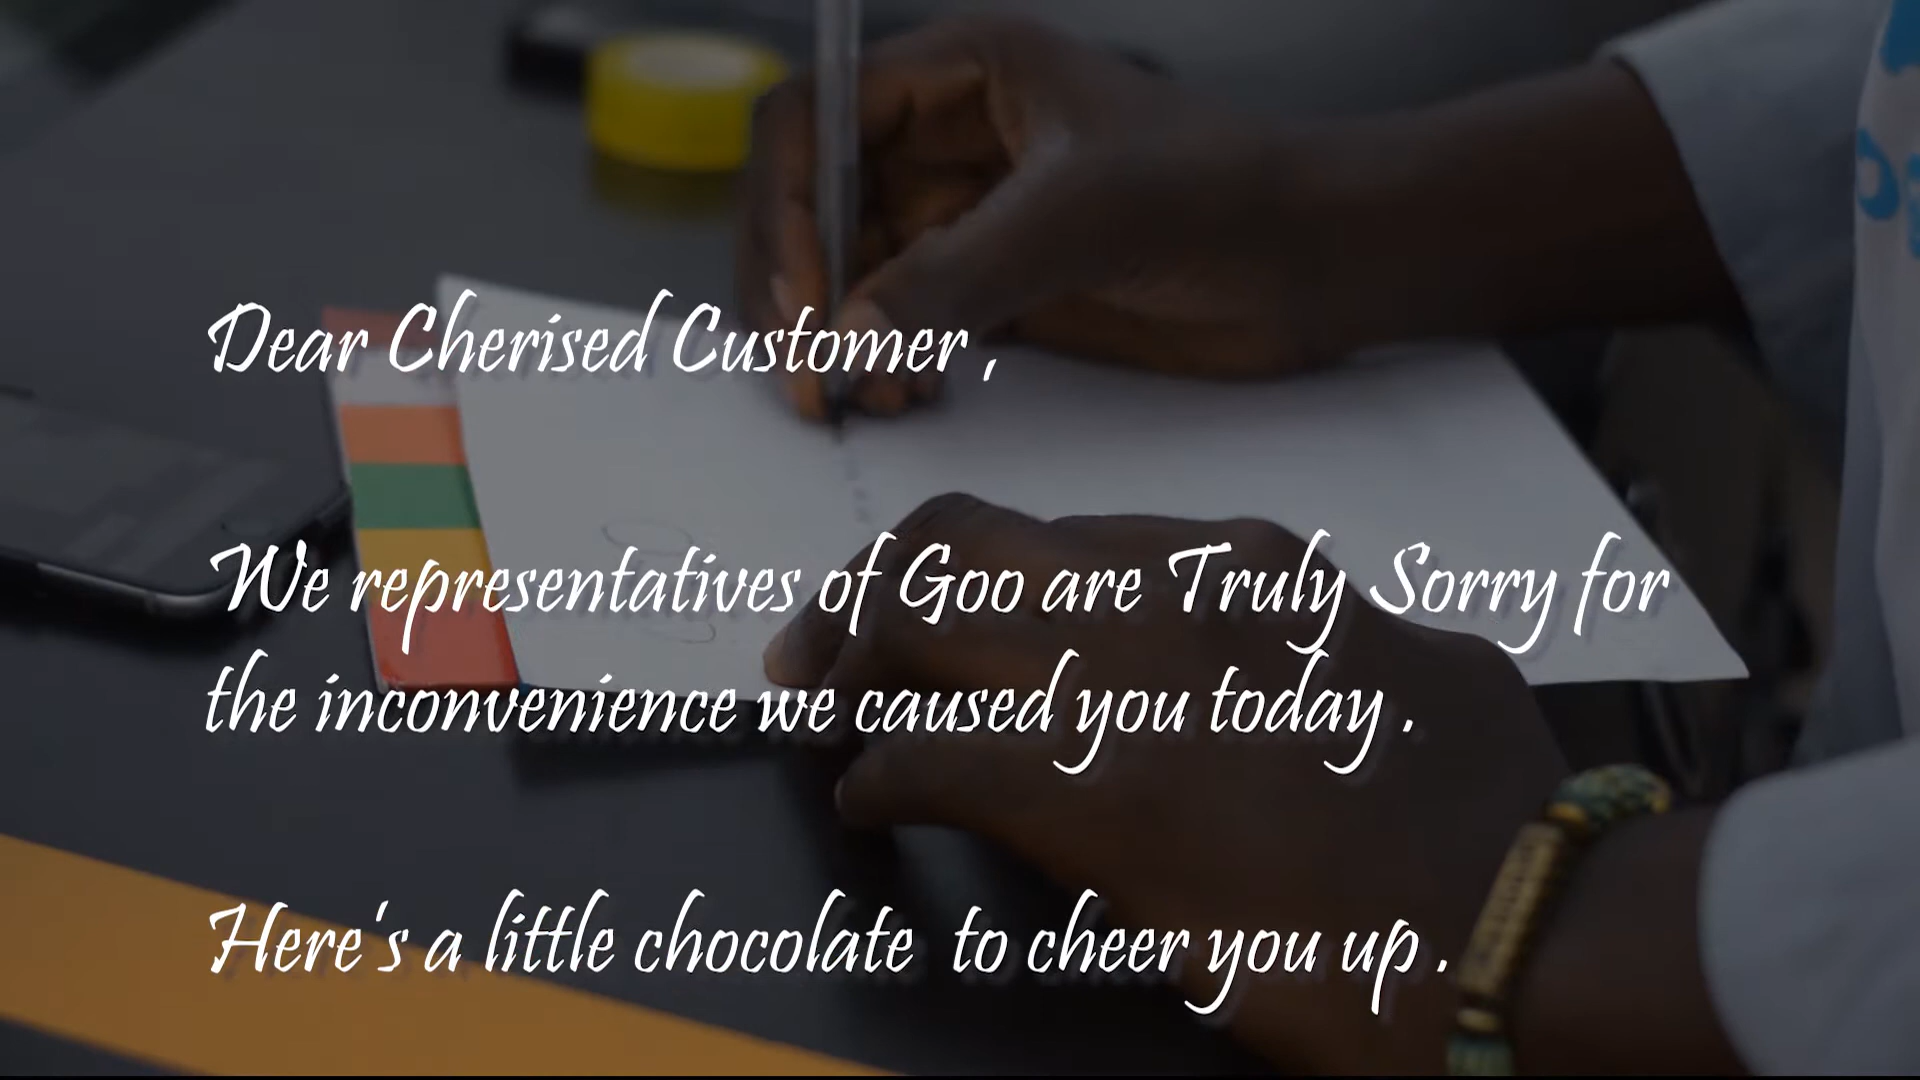 Dear Cherised Customer ,
We representatives of Goo are Truly Sorry for
the inconvenience we caused you today .
Here's a little chocolate to cheer you up .